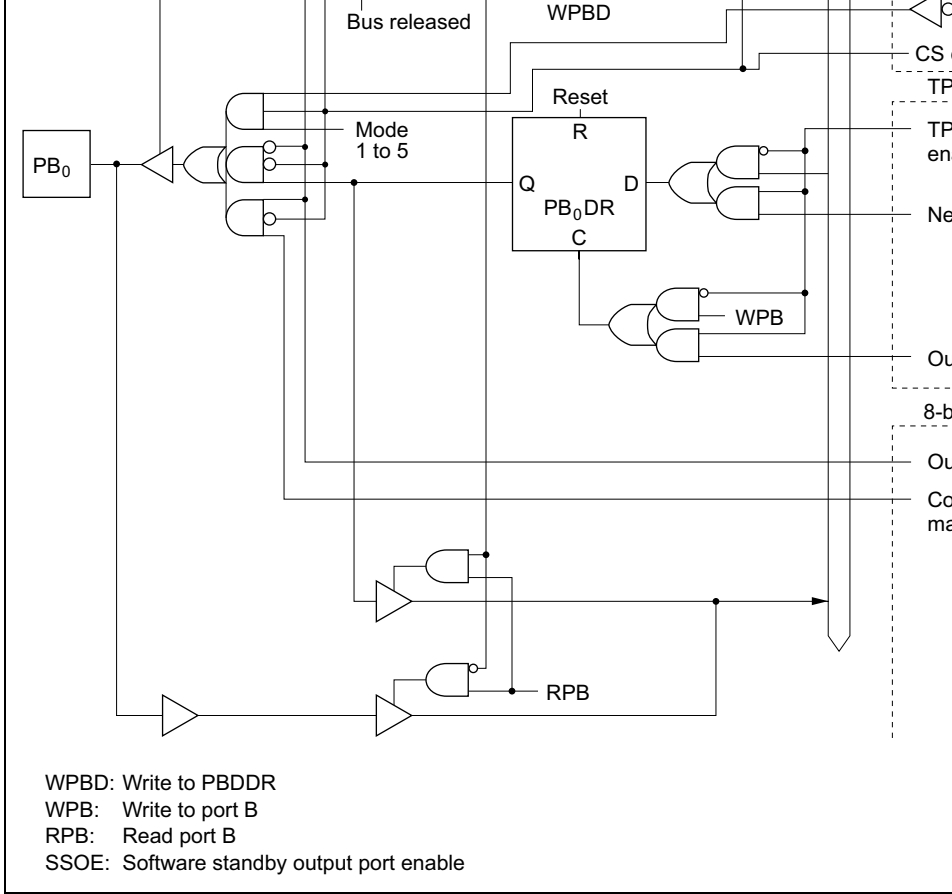 Bus released
WPBD
CS
TP
Reset
R
Mode
1 to 5
TP
PB0
Q
D
PB0DR
C
Ne
WPB
Ou
8-b
Ou
Co
ma
RPB
WPBD: Write to PBDDR
WPB: Write to port B
RPB: Read port B
SSOE: Software standby output port enable